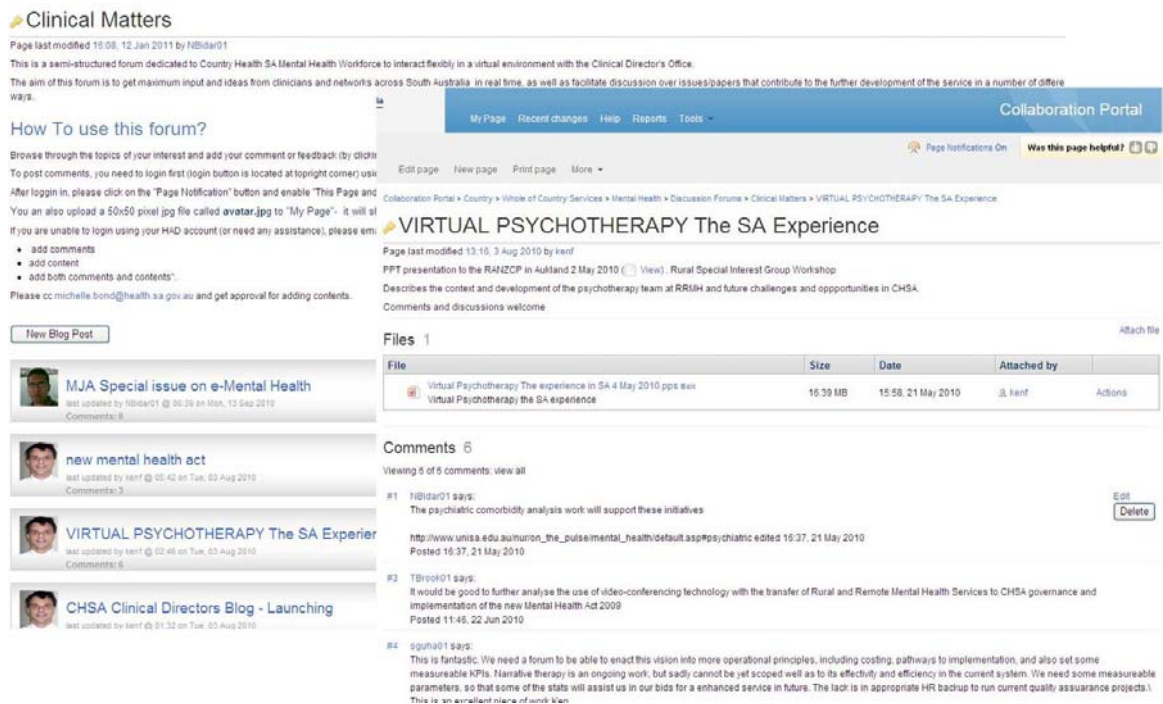 Clinical Matters
Page last modified 16:08, 12 Jan 2011 by NBidar01
This is a semi-structured forum dedicated to Country Health SA Mental Health Workforce to interact flexibly in a virtual environment with the Clinical Director's Office.
The aim of this forum is to get maximum input and ideas from clinicians and networks across South Australia in real time, as well as facilitate discussion over issues/papers that contribute to the further development of the service in a number of differe
ways.
How To use this forum?
Browse through the topics of your interest and add your comment or feedback (by clickin
To post comments, you need to login first (login button is located at topright corner) usin
After loggin in, please click on the "Page Notification" button and enable "This Page and
You an also upload a 50x50 pixel jpg file called avatar.jpg to "My Page"- it will sl
If you are unable to login using your HAD account (or need any assistance), please ema
add comments
add content
add both comments and contents".
Please cc michelle.bond@health.sa.gov.au and get approval for adding contents.
New Blog Post
MJA Special issue on e-Mental Health
last updated by NBidar01 @ 00:39 on Mon, 13 Sep 2010
Comments: 0
new mental health act
last updated by kenf @ 05:42 on Tue, 03 Aug 2010
Comments: 3
VIRTUAL PSYCHOTHERAPY The SA Experier
last updated by kenf @ 03:46 on Tue, 03 Aug 2010
Comments: 6
CHSA Clinical Directors Blog - Launching
last updated by kenf @ 01:32 on Tue, 03 Aug 2010
Collaboration Portal
My Page Recent changes Help Reports Tools
Page Notifications On Was this page helpful?
Edit page New page Print page More
Collaboration Portal > Country > Whole of Country Services > Mental Health > Discussion Forums > Clinical Matters > VIRTUAL PSYCHOTHERAPY The SA Experience
VIRTUAL PSYCHOTHERAPY The SA Experience
Page last modified 13:16, 3 Aug 2010 by kenf
PPT presentation to the RANZCP in Aukland 2 May 2010 ( View) . Rural Special Interest Group Workshop
Describes the context and development of the psychotherapy team at RRMH and future challenges and oppportunities in CHSA.
Comments and discussions welcome
Files 1
Attach file
File Size Date Attached by
Virtual Psychotherapy The experience in SA 4 May 2010.pps 16.39 MB 15:58, 21 May 2010 kenf Actions
Virtual Psychotherapy the SA experience
Comments 6
Viewing 6 of 6 comments: view all
#1 NBidar01 says: Edit
The psychiatric comorbidity analysis work will support these initiatives Delete
http://www.unisa.edu.au/nur/on_the_pulse/mental_health/default.asp#psychiatric edited 16:37, 21 May 2010
Posted 16:37, 21 May 2010
#3 TBrook01 says:
It would be good to further analyse the use of video-conferencing technology with the transfer of Rural and Remote Mental Health Services to CHSA governance and
implementation of the new Mental Health Act 2009
Posted 11:46, 22 Jun 2010
#4 sguha01 says:
This is fantastic. We need a forum to be able to enact this vision into more operational principles, including costing, pathways to implementation, and also set some
measureable KPIs. Narrative therapy is an ongoing work, but sadly cannot be yet scoped well as to its effectivity and efficiency in the current system. We need some measureable
parameters, so that some of the stats will assist us in our bids for a enhanced service in future. The lack is in appropriate HR backup to run current quality assuarance projects.\
This is an excellent piece of work Ken